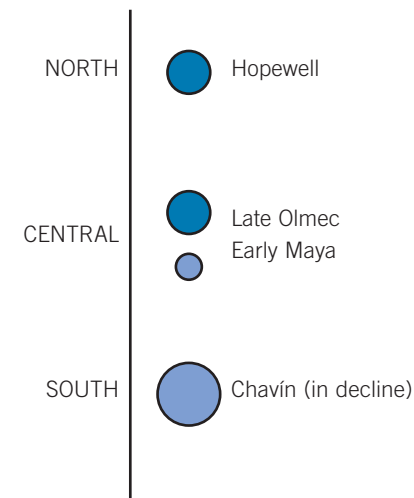 NORTH Hopewell
CENTRAL
Late Olmec
Early Maya
SOUTH Chavín (in decline)